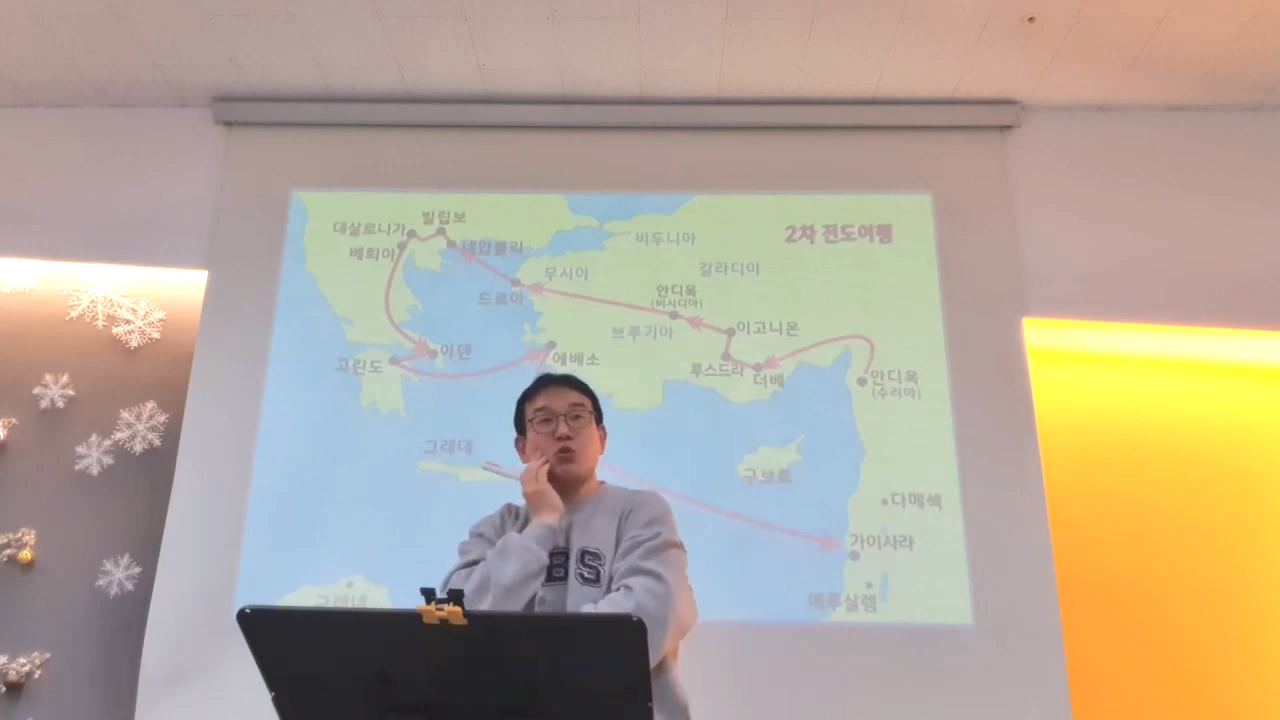 2차 전도여행
빌립보
데살로니가
베뢰아
네압볼리
비두니아
갈라디아
무시아
드로아
안디옥
(비시디아)
브루기아
이고니온
아덴
고린도
에베소
루스드라
더베
안디옥
(수리아)
그레데
구브로
다메섹
가이사랴
예루살렘
그레네
BS